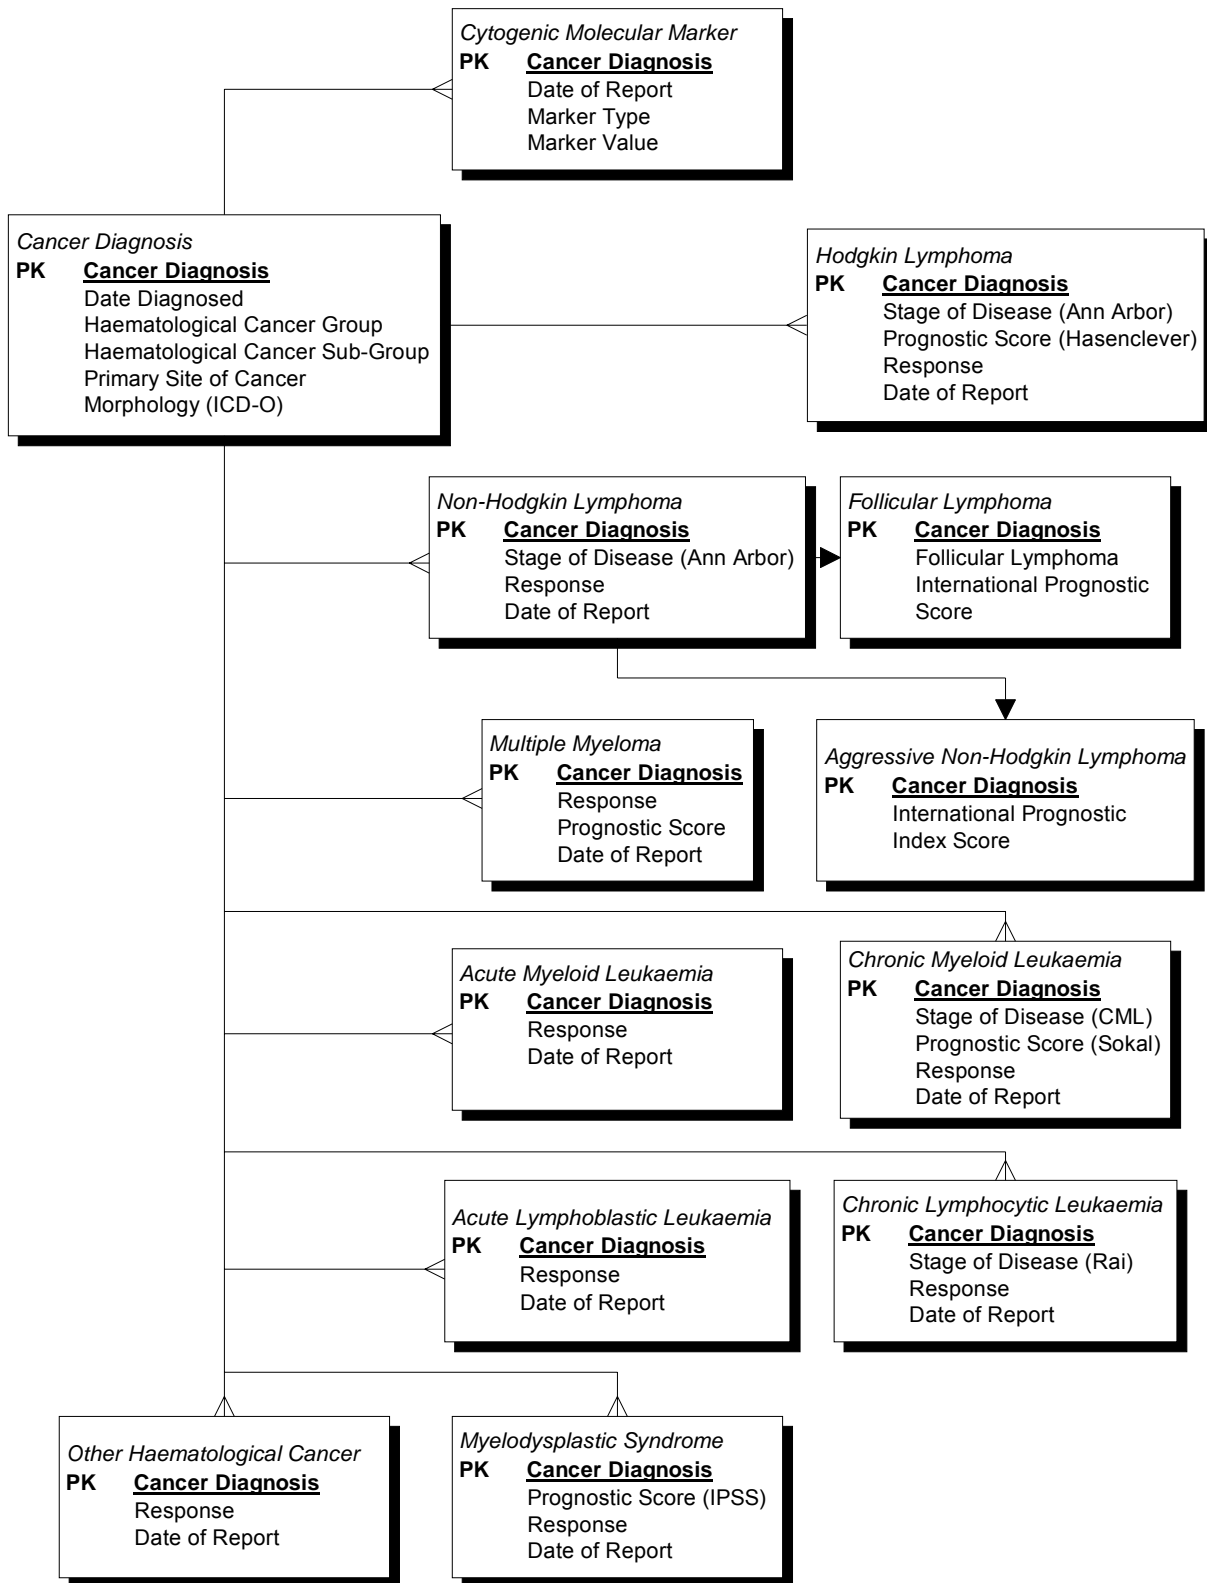 Cytogenic Molecular Marker
PK Cancer Diagnosis
Date of Report
Marker Type
Marker Value
Cancer Diagnosis
PK Cancer Diagnosis
Date Diagnosed
Haematological Cancer Group
Haematological Cancer Sub-Group
Primary Site of Cancer
Morphology (ICD-O)
Hodgkin Lymphoma
PK Cancer Diagnosis
Stage of Disease (Ann Arbor)
Prognostic Score (Hasenclever)
Response
Date of Report
Non-Hodgkin Lymphoma
PK Cancer Diagnosis
Stage of Disease (Ann Arbor)
Response
Date of Report
Follicular Lymphoma
PK Cancer Diagnosis
Follicular Lymphoma
International Prognostic
Score
Multiple Myeloma
PK Cancer Diagnosis
Response
Prognostic Score
Date of Report
Aggressive Non-Hodgkin Lymphoma
PK Cancer Diagnosis
International Prognostic
Index Score
Acute Myeloid Leukaemia
PK Cancer Diagnosis
Response
Date of Report
Chronic Myeloid Leukaemia
PK Cancer Diagnosis
Stage of Disease (CML)
Prognostic Score (Sokal)
Response
Date of Report
Acute Lymphoblastic Leukaemia
PK Cancer Diagnosis
Response
Date of Report
Chronic Lymphocytic Leukaemia
PK Cancer Diagnosis
Stage of Disease (Rai)
Response
Date of Report
Other Haematological Cancer
PK Cancer Diagnosis
Response
Date of Report
Myelodysplastic Syndrome
PK Cancer Diagnosis
Prognostic Score (IPSS)
Response
Date of Report